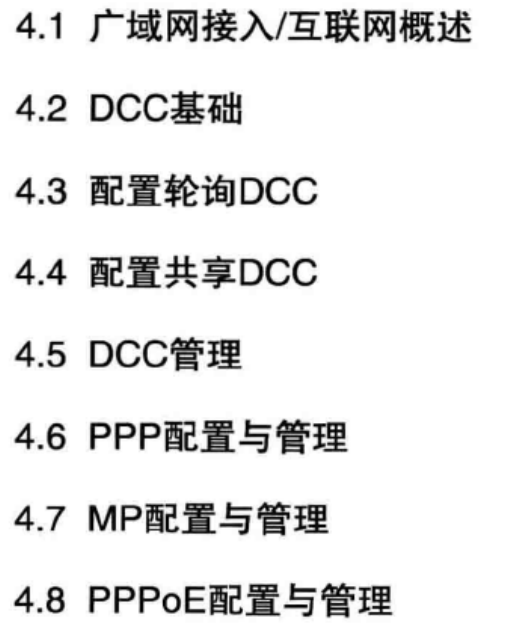 4.1 广域网接入/互联网概述
4.2 DCC基础
4.3 配置轮询DCC
4.4 配置共享DCC
4.5 DCC管理
4.6 PPP配置与管理
4.7 MP配置与管理
4.8 PPPoE配置与管理